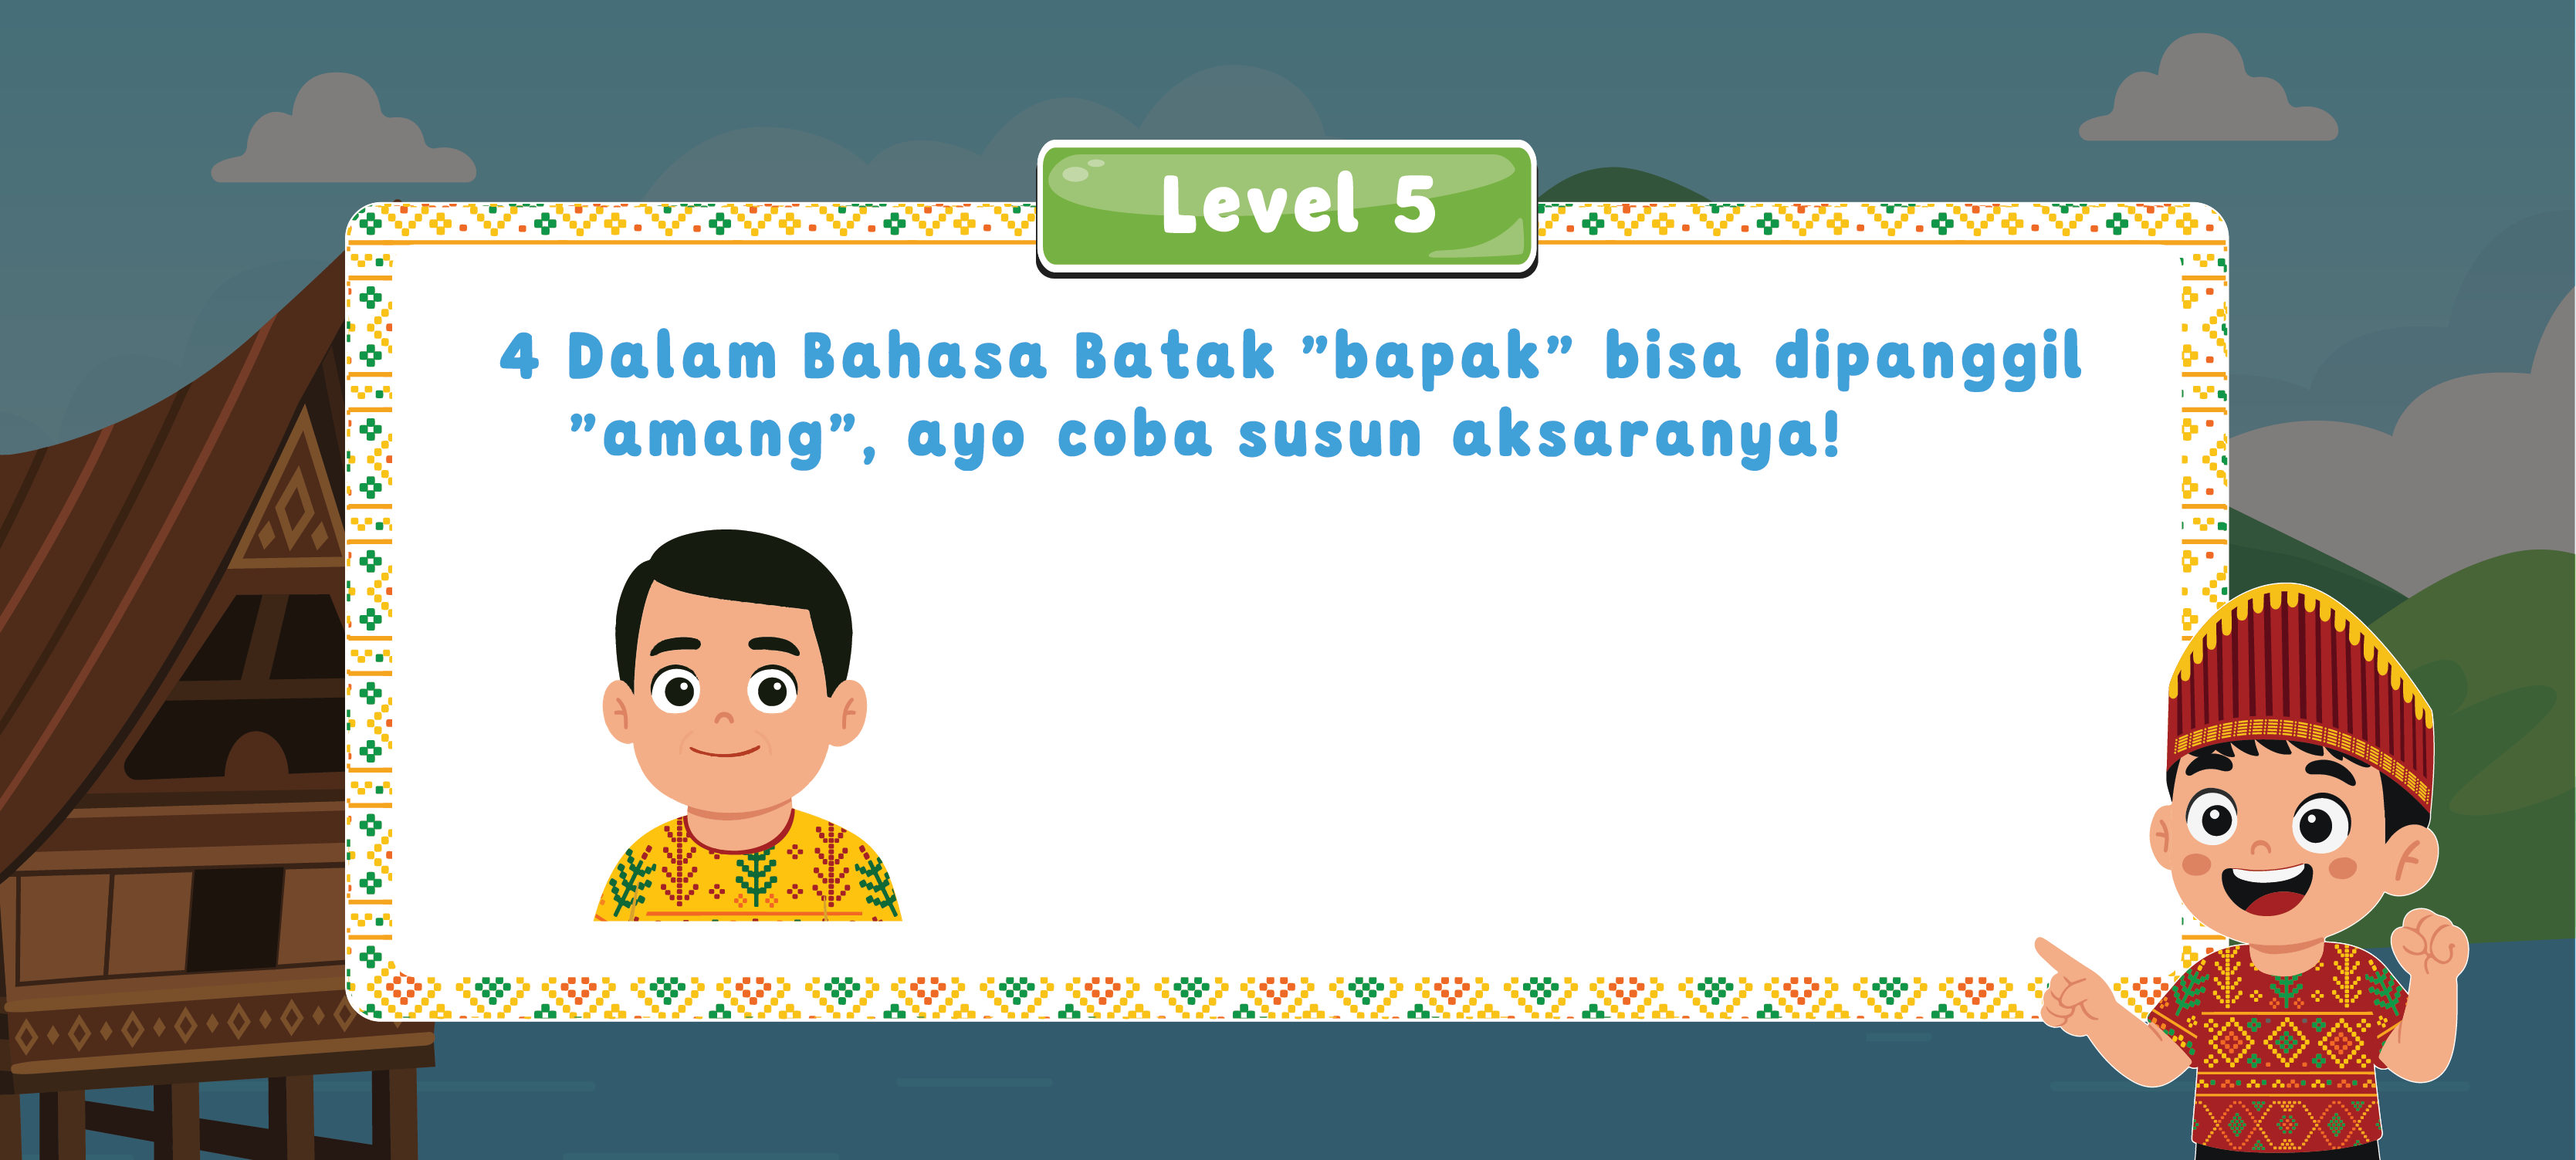 Level 5
4 Dalam Bahasa Batak ”bapak” bisa dipanggil
”amang”, ayo coba susun aksaranya!